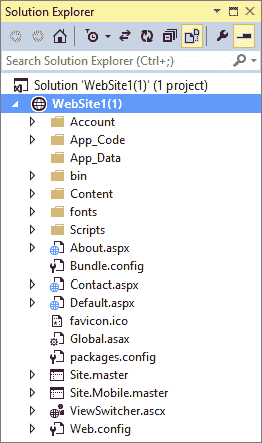 Solution Explorer
Search Solution Explorer (Ctrl+;)
Solution 'WebSite1(1)' (1 project)
WebSite1(1)
Account
App_Code
App_Data
bin
Content
fonts
Scripts
About.aspx
Bundle.config
Contact.aspx
Default.aspx
favicon.ico
Global.asax
packages.config
Site.master
Site.Mobile.master
ViewSwitcher.ascx
Web.config